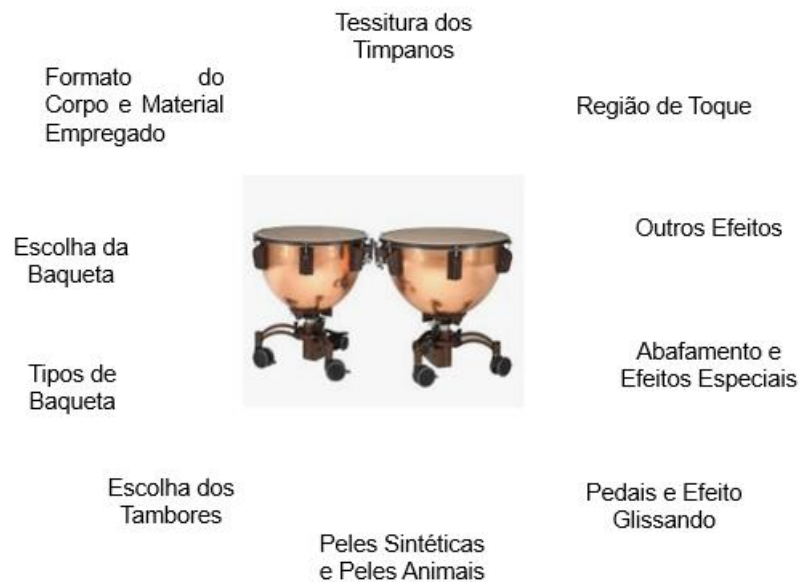 Tessitura dos
Timpanos
Formato do
Corpo e Material
Empregado
Região de Toque
Escolha da
Baqueta
Outros Efeitos
Tipos de
Baqueta
Abafamento e
Efeitos Especiais
Escolha dos
Tambores
Pedais e Efeito
Glissando
Peles Sintéticas
e Peles Animais